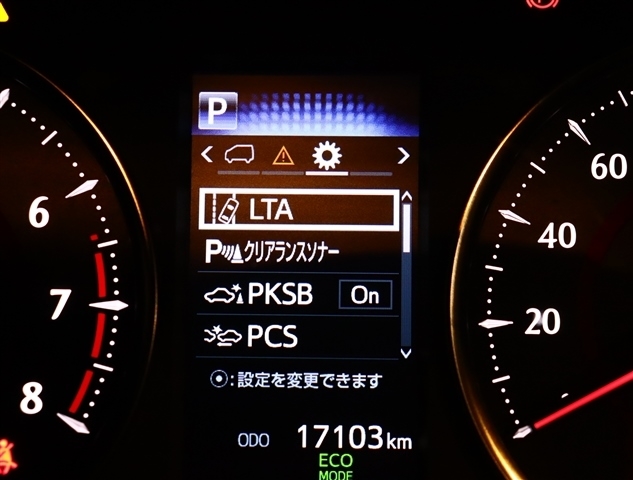 P
LTA
P クリアランスソナー
PKSB On
PCS
:設定を変更できます
ODO 17103km
ECO
MODE
6
7
8
60
40
20